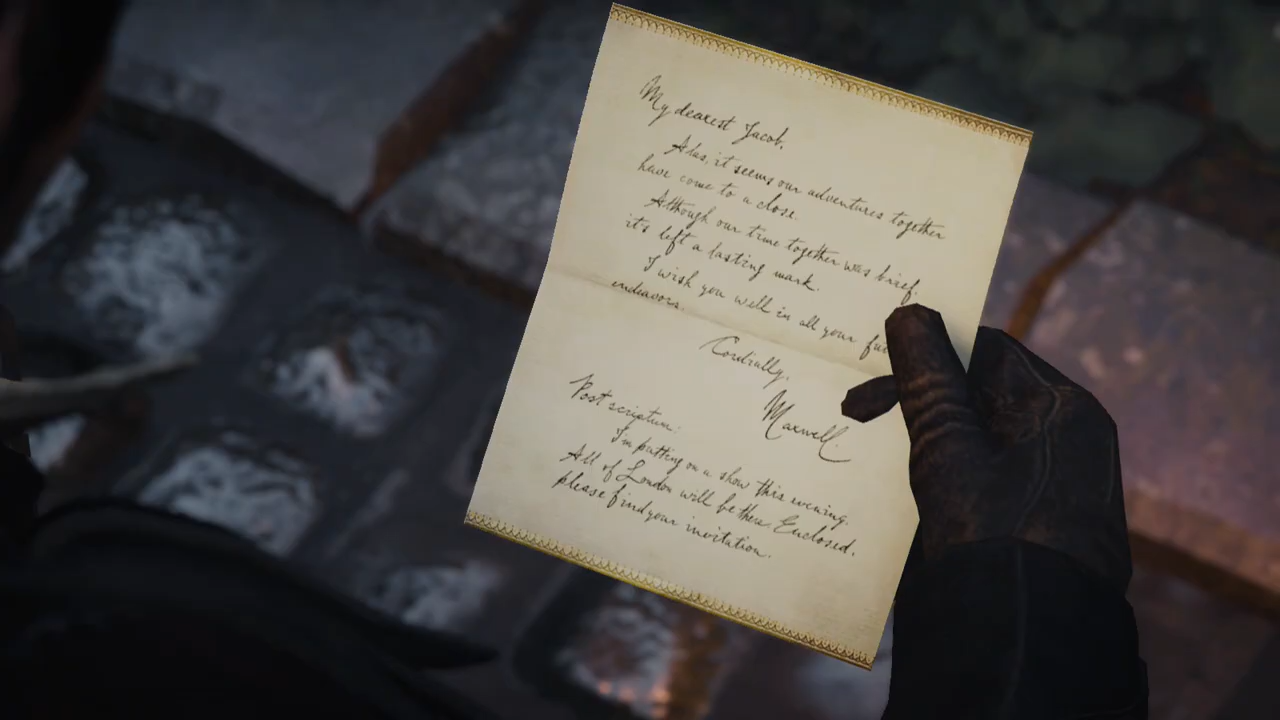 My dearest Jacob,
Alas, it seems our adventures together
have come to a close.
Although our time together was brief,
it's left a lasting mark.
I wish you well in all your fu
endeavors.
Cordially,
Maxwell.
Post scriptum:
I'm putting on a show this evening.
All of London will be there. Enclosed,
please find your invitation.